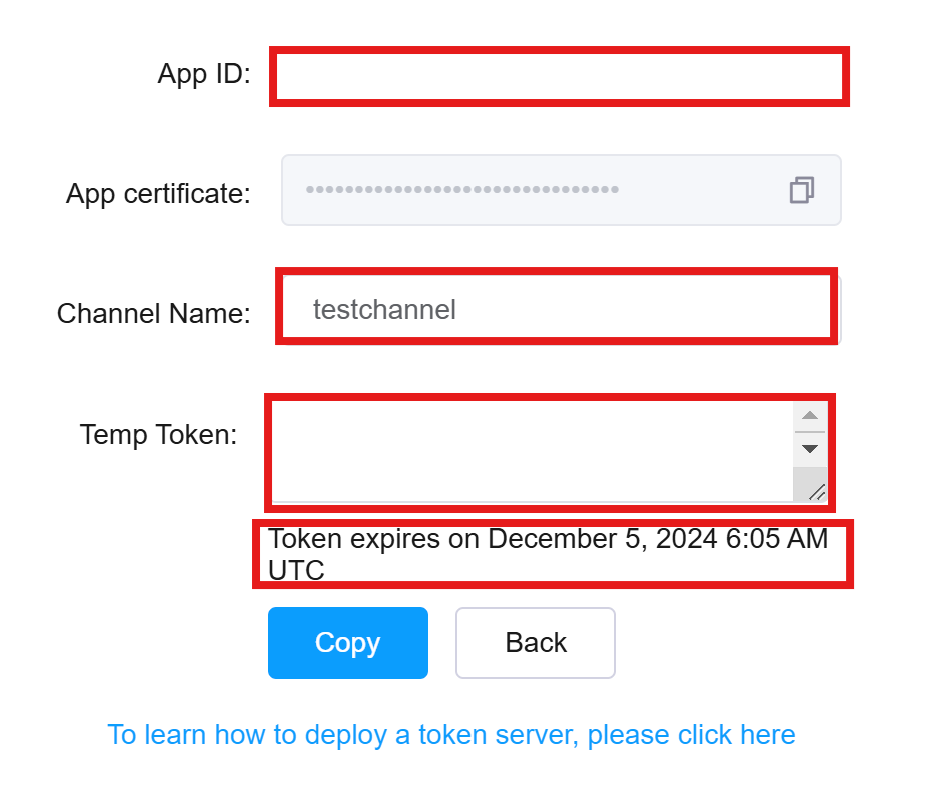 App ID:
App certificate:
••••••••••••••••••••••••••••••••
Channel Name:
testchannel
Temp Token:
Token expires on December 5, 2024 6:05 AM
UTC
Copy
Back
To learn how to deploy a token server, please click here